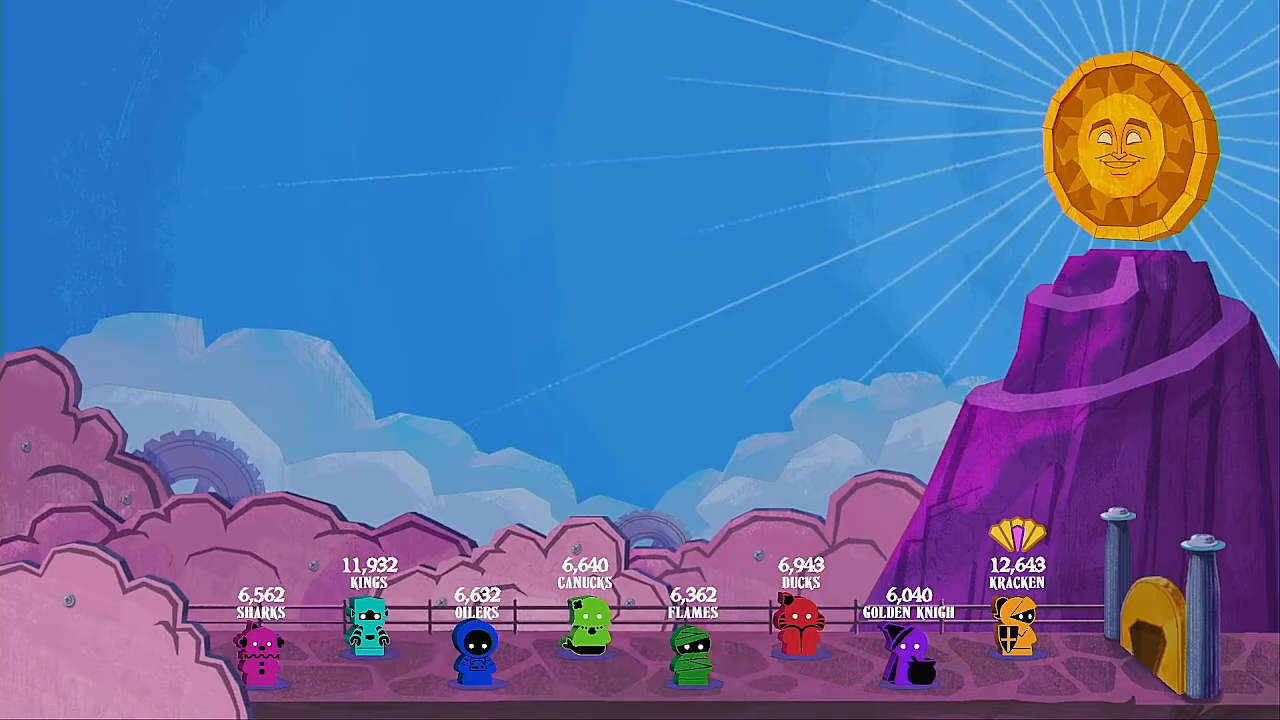 6,562
SHARKS
11,932
KINGS
6,632
OILERS
6,640
CANUCKS
6,362
FLAMES
6,943
DUCKS
6,040
GOLDEN KNIGH
12,643
KRACKEN